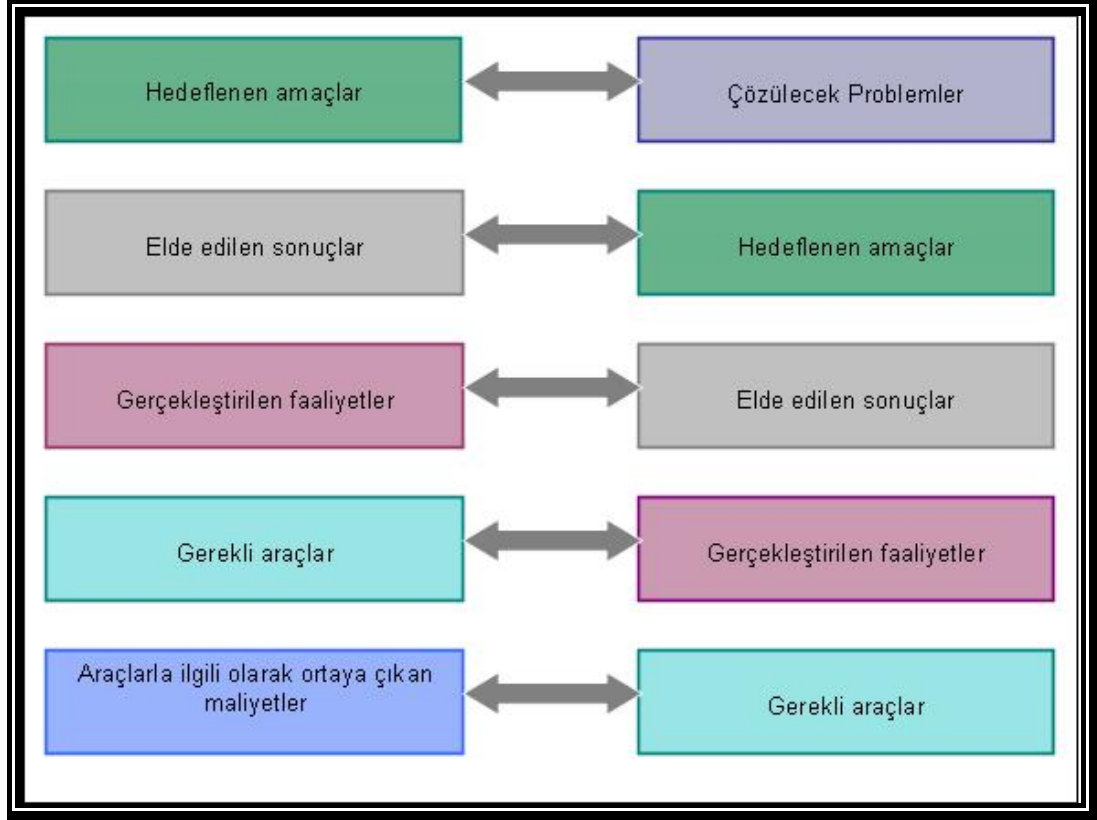 Hedeflenen amaçlar
Çözülecek Problemler
Elde edilen sonuçlar
Hedeflenen amaçlar
Gerçekleştirilen faaliyetler
Elde edilen sonuçlar
Gerekli araçlar
Gerçekleştirilen faaliyetler
Araçlarla ilgili olarak ortaya çıkan
maliyetler
Gerekli araçlar